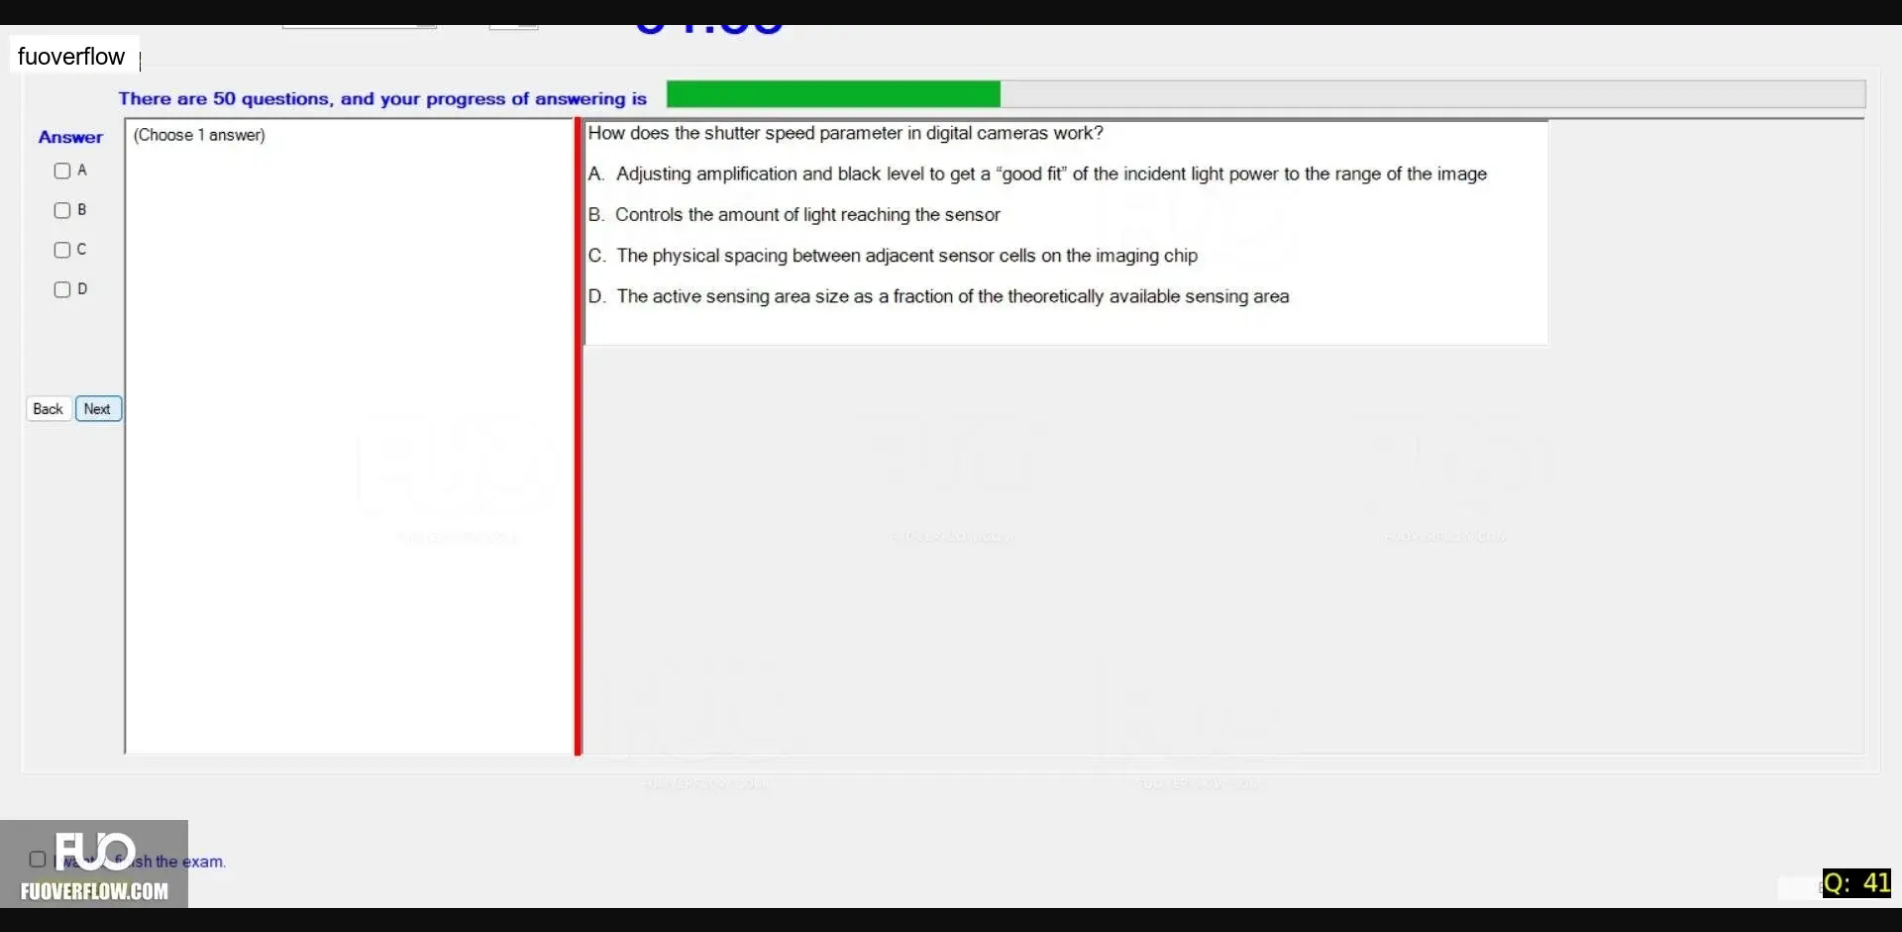 fuoverflow
There are 50 questions, and your progress of answering is
Answer
(Choose 1 answer)
A
B
C
D
Back
Next
How does the shutter speed parameter in digital cameras work?
A. Adjusting amplification and black level to get a “good fit” of the incident light power to the range of the image
B. Controls the amount of light reaching the sensor
C. The physical spacing between adjacent sensor cells on the imaging chip
D. The active sensing area size as a fraction of the theoretically available sensing area
FUOVERFLOW.COM
FUOVERFLOW.COM
the exam.
FUO
FUOVERFLOW.COM
Q: 41